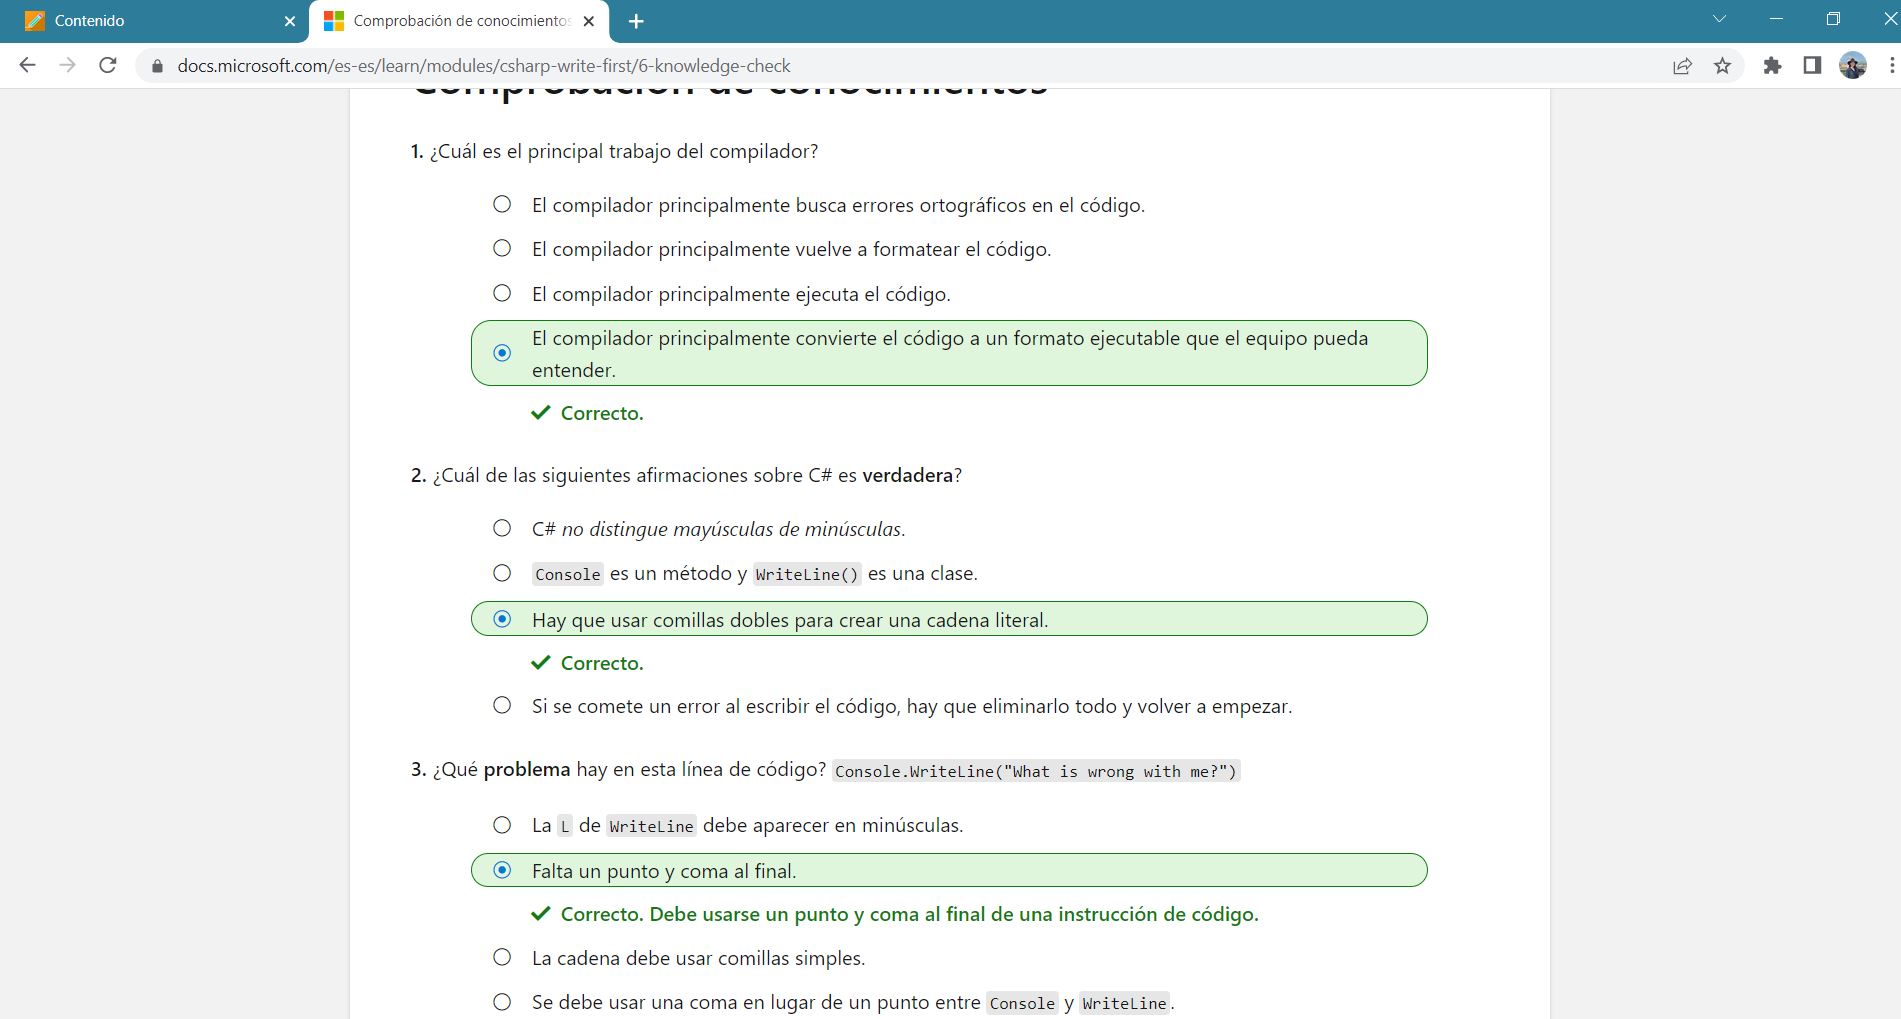 Contenido
Comprobación de conocimientos
docs.microsoft.com/es-es/learn/modules/csharp-write-first/6-knowledge-check
Comprobación de conocimientos
1. ¿Cuál es el principal trabajo del compilador?
El compilador principalmente busca errores ortográficos en el código.
El compilador principalmente vuelve a formatear el código.
El compilador principalmente ejecuta el código.
El compilador principalmente convierte el código a un formato ejecutable que el equipo pueda
entender.
Correcto.
2. ¿Cuál de las siguientes afirmaciones sobre C# es verdadera?
C# no distingue mayúsculas de minúsculas.
Console es un método y WriteLine() es una clase.
Hay que usar comillas dobles para crear una cadena literal.
Correcto.
Si se comete un error al escribir el código, hay que eliminarlo todo y volver a empezar.
3. ¿Qué problema hay en esta línea de código? Console.WriteLine("What is wrong with me?")
La L de WriteLine debe aparecer en minúsculas.
Falta un punto y coma al final.
Correcto. Debe usarse un punto y coma al final de una instrucción de código.
La cadena debe usar comillas simples.
Se debe usar una coma en lugar de un punto entre Console y WriteLine.